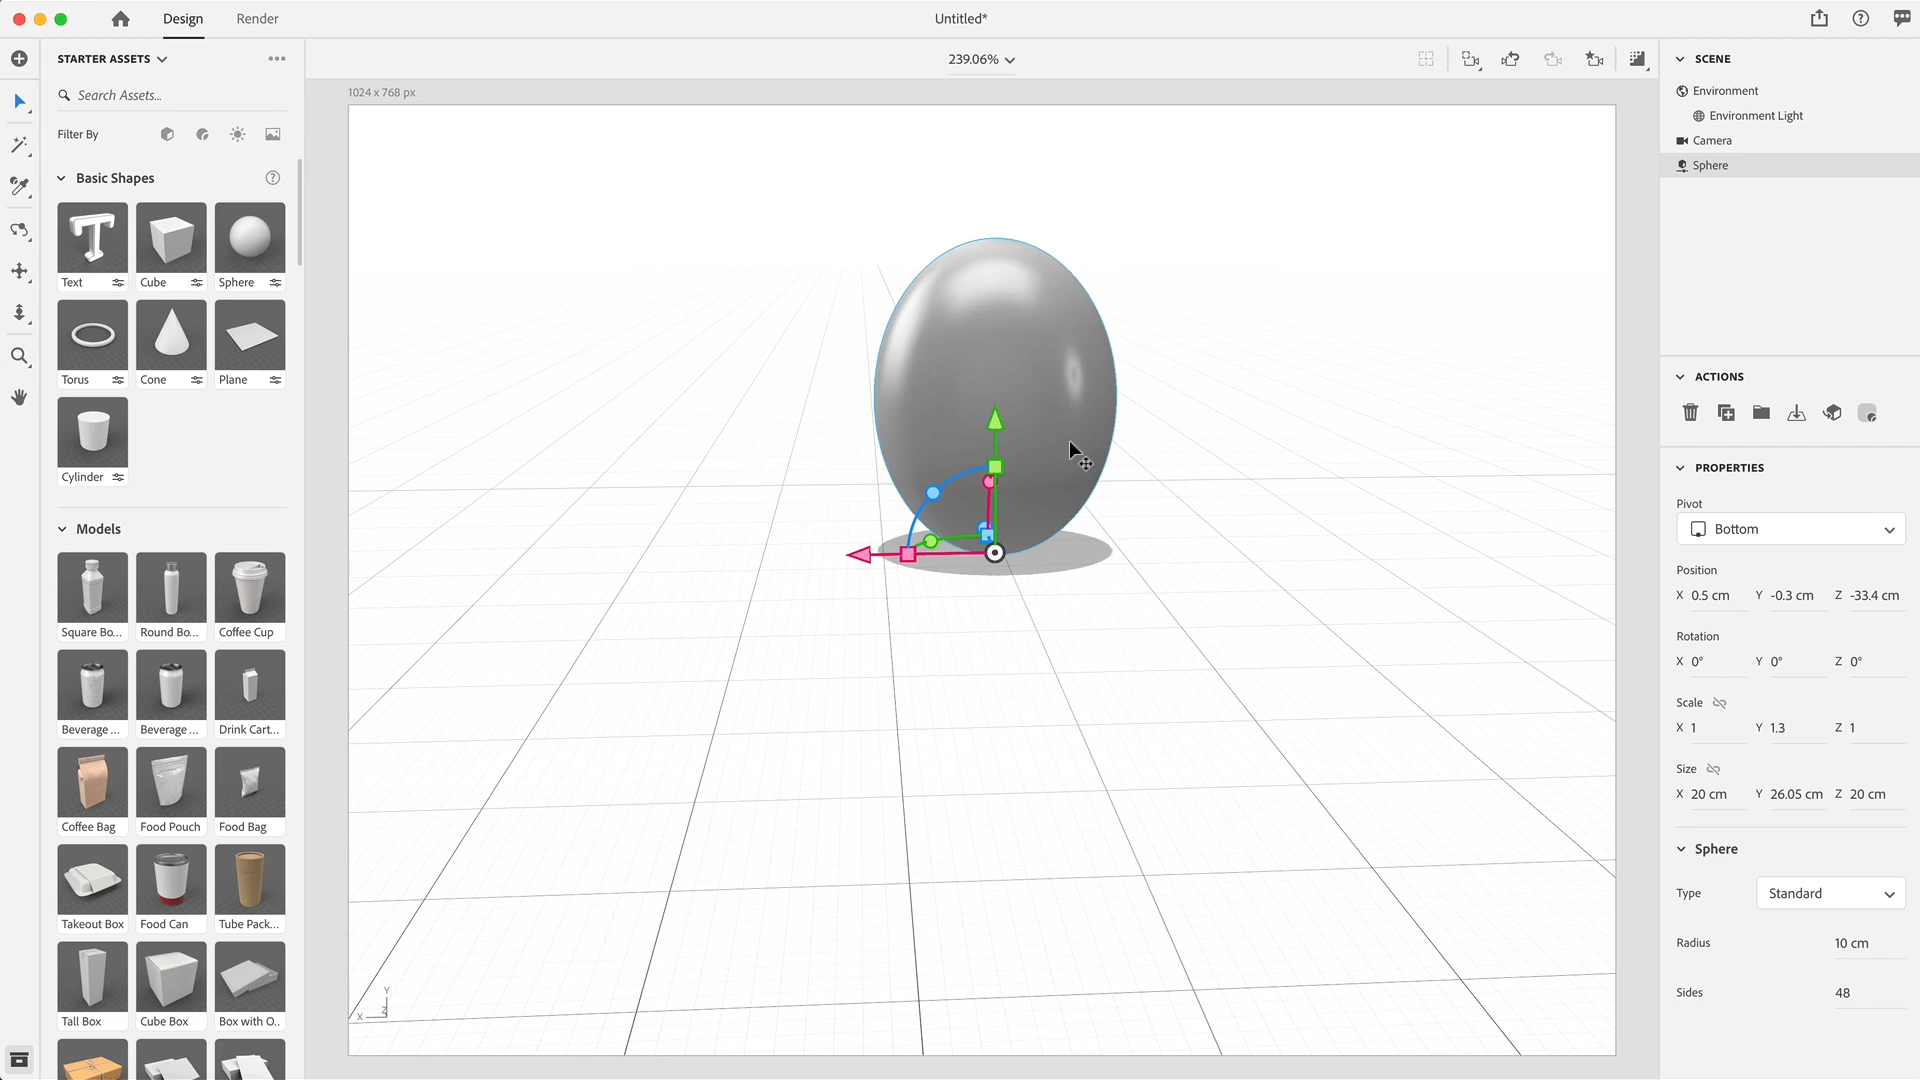 Design
Render
Untitled*
STARTER ASSETS
239.06%
SCENE
1024 x 768 px
Search Assets...
Filter By
Environment
Environment Light
Camera
Sphere
Basic Shapes
Text
Cube
Sphere
Torus
Cone
Plane
Cylinder
Models
Square Bo...
Round Bo...
Coffee Cup
Beverage ...
Beverage ...
Drink Cart...
Coffee Bag
Food Pouch
Food Bag
Takeout Box
Food Can
Tube Pack...
Tall Box
Cube Box
Box with O..
Y
X
Z
ACTIONS
PROPERTIES
Pivot
Bottom
Position
X 0.5 cm Y -0.3 cm Z -33.4 cm
Rotation
X 0° Y 0° Z 0°
Scale
X 1 Y 1.3 Z 1
Size
X 20 cm Y 26.05 cm Z 20 cm
Sphere
Type Standard
Radius 10 cm
Sides 48